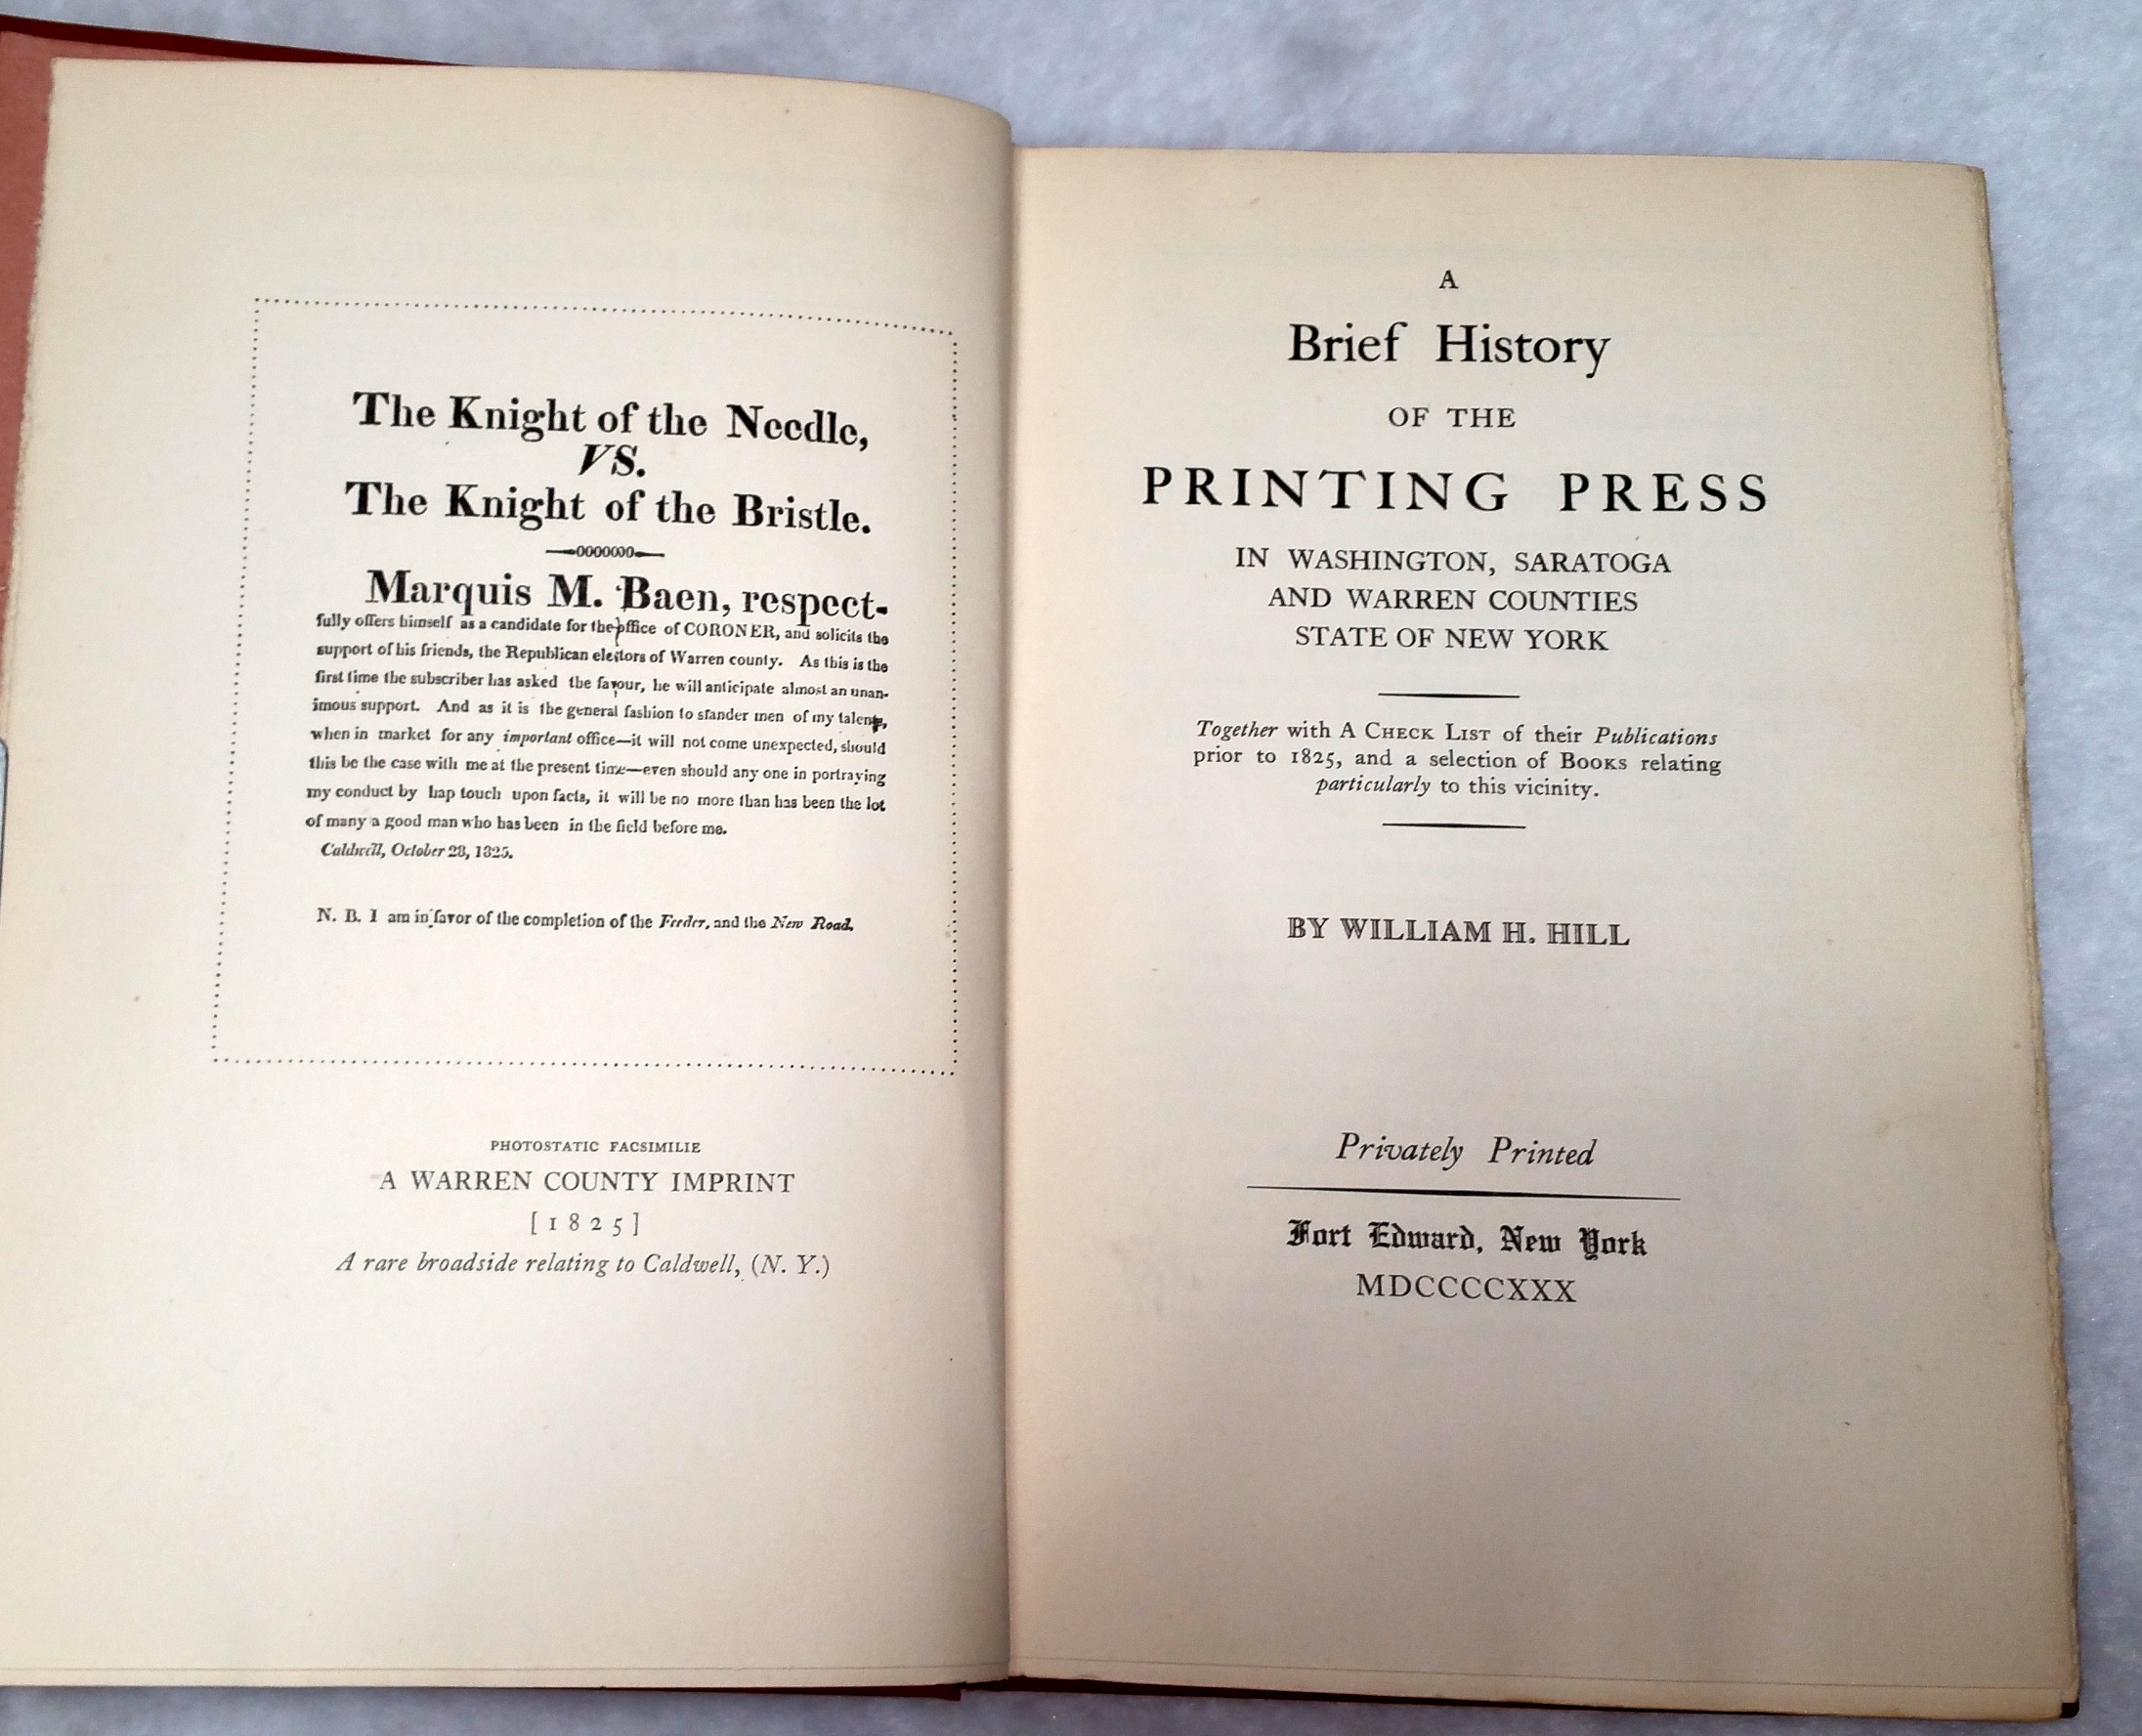 The Knight of the Needle,
VS.
The Knight of the Bristle.
Marquis M. Baen, respect-
fully offers himself as a candidate for the office of CORONER, and solicits the
support of his friends, the Republican electors of Warren county. As this is the
first time the subscriber has asked the favour, he will anticipate almost an unan-
imous support. And as it is the general fashion to slander men of my talents,
when in market for any important office—it will not come unexpected, should
this be the case with me at the present time—even should any one in portraying
my conduct by hap touch upon facts, it will be no more than has been the lot
of many a good man who has been in the field before me.
Caldwell, October 28, 1825.
N. B. I am in favor of the completion of the Feeder, and the New Road.
PHOTOSTATIC FACSIMILIE
A WARREN COUNTY IMPRINT
[1825]
A rare broadside relating to Caldwell, (N. Y.)
A
Brief History
OF THE
PRINTING PRESS
IN WASHINGTON, SARATOGA
AND WARREN COUNTIES
STATE OF NEW YORK
Together with A CHECK LIST of their Publications
prior to 1825, and a selection of BOOKS relating
particularly to this vicinity.
BY WILLIAM H. HILL
Privately Printed
Fort Edward, New York
MDCCCCXXX